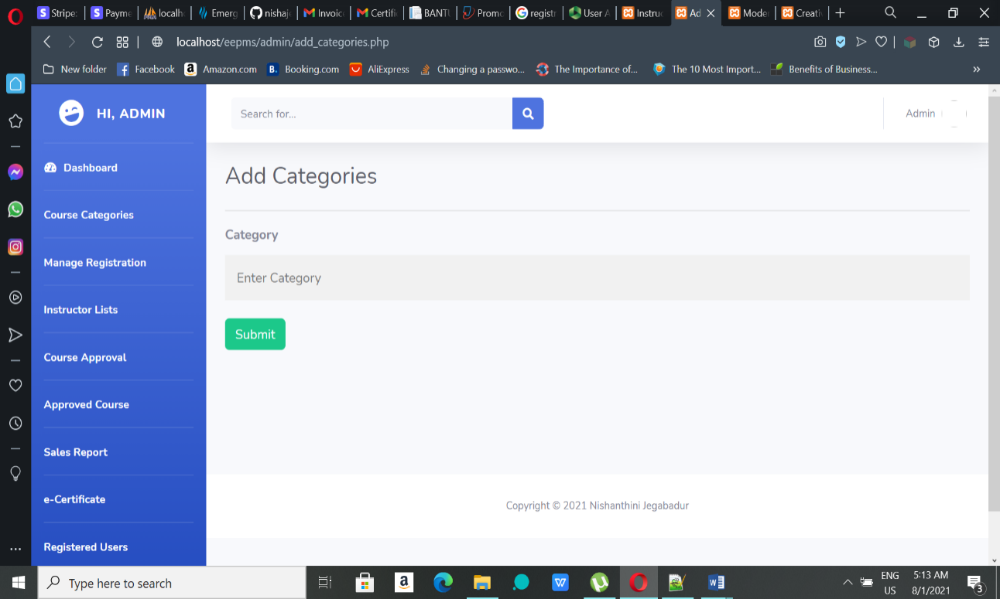 Stripe:
Payme
localh
Emerg
nishaj
Invoic
Certifi
BANTU
Promo
registr
User A
Instruc
Ad
Mode
Creati
localhost/eepms/admin/add_categories.php
New folder
Facebook
Amazon.com
Booking.com
AliExpress
Changing a passwo...
The Importance of...
The 10 Most Import...
Benefits of Business...
HI, ADMIN
Search for...
Admin
Dashboard
Course Categories
Manage Registration
Instructor Lists
Course Approval
Approved Course
Sales Report
e-Certificate
Registered Users
Add Categories
Category
Enter Category
Submit
Copyright © 2021 Nishanthini Jegabadur
Type here to search
ENG
US
5:13 AM
8/1/2021
3